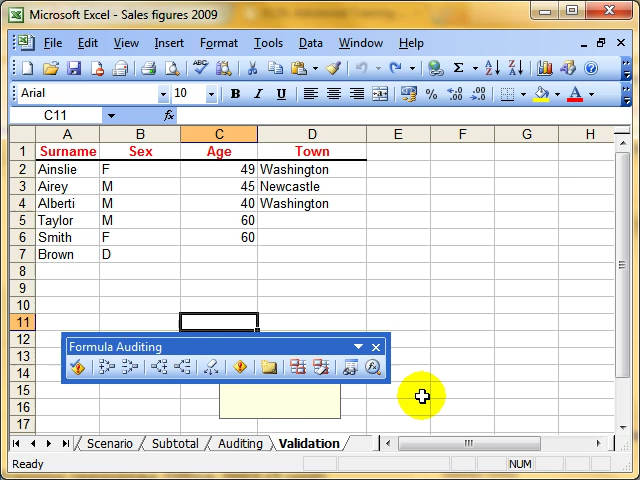 Microsoft Excel - Sales figures 2009
File Edit View Insert Format Tools Data Window Help
Arial 10 B I U % .00
C11 fx
A B C D E F G H
1 Surname Sex Age Town
2 Ainslie F 49 Washington
3 Airey M 45 Newcastle
4 Alberti M 40 Washington
5 Taylor M 60
6 Smith F 60
7 Brown D
8
9
10
11
Formula Auditing
12
13
14
15
16
17
Scenario Subtotal Auditing Validation
Ready NUM